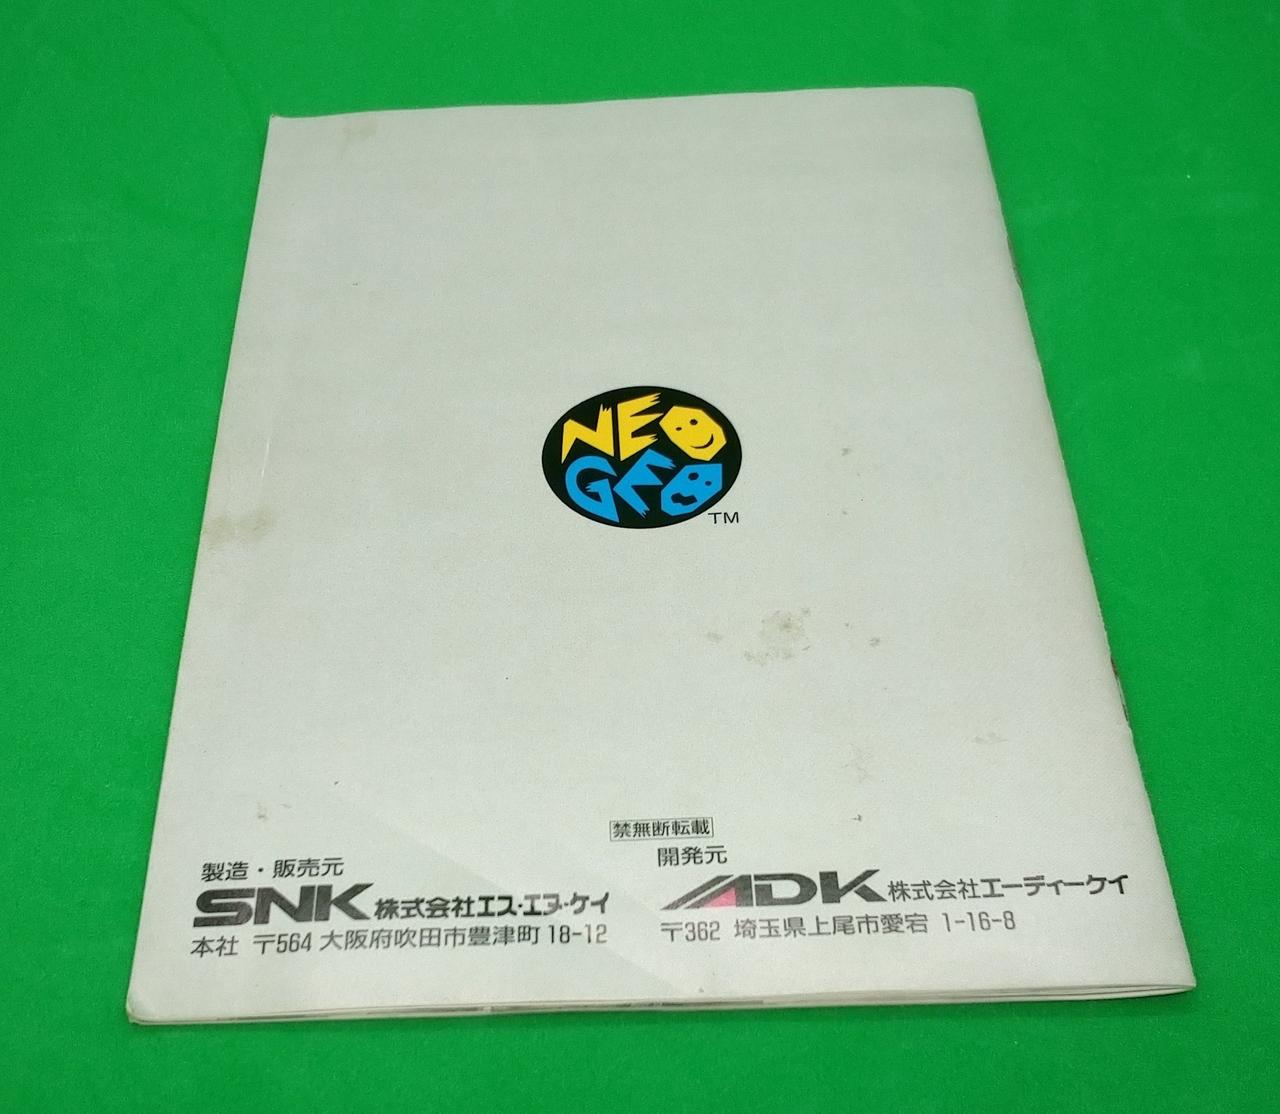 NEO
GEO
TM
禁無断転載
製造・販売元
SNK 株式会社エス・エヌ・ケイ
本社 〒564 大阪府吹田市豊津町18-12
開発元
ADK 株式会社エーディーケイ
〒362 埼玉県上尾市愛宕 1-16-8